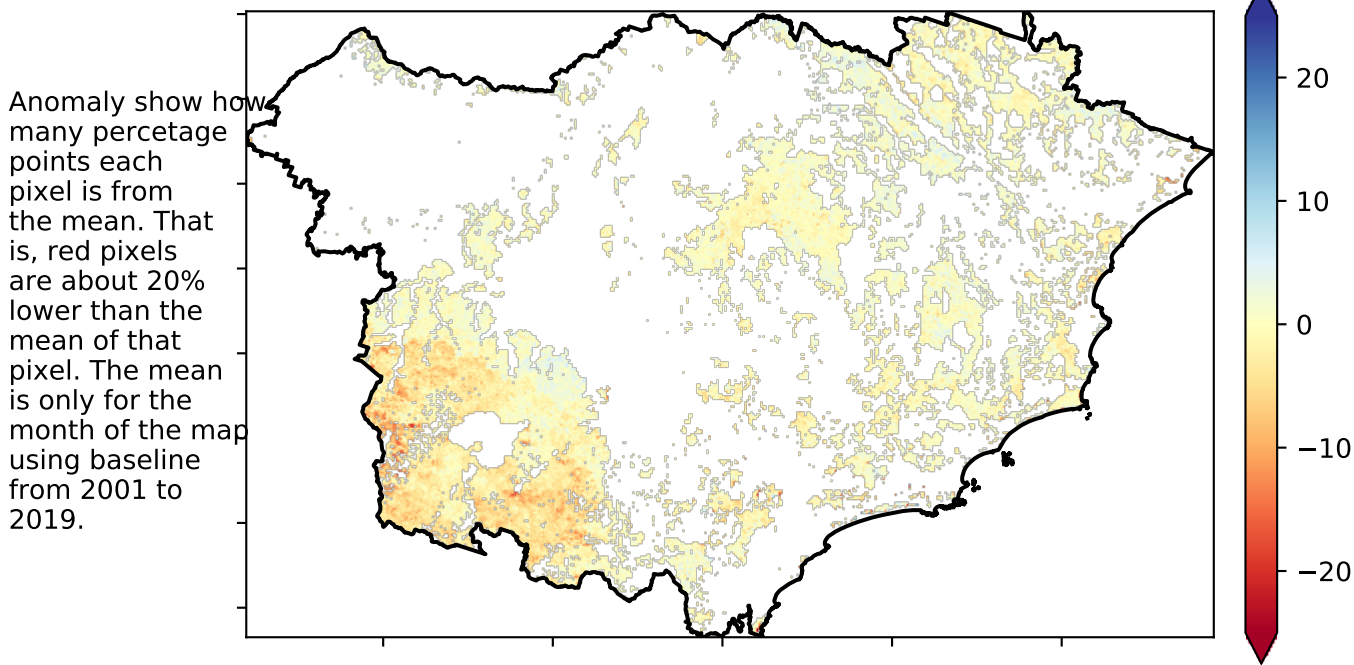 Anomaly show how
many percetage
points each
pixel is from
the mean. That
is, red pixels
are about 20%
lower than the
mean of that
pixel. The mean
is only for the
month of the map
using baseline
from 2001 to
2019.
20
10
0
−10
−20